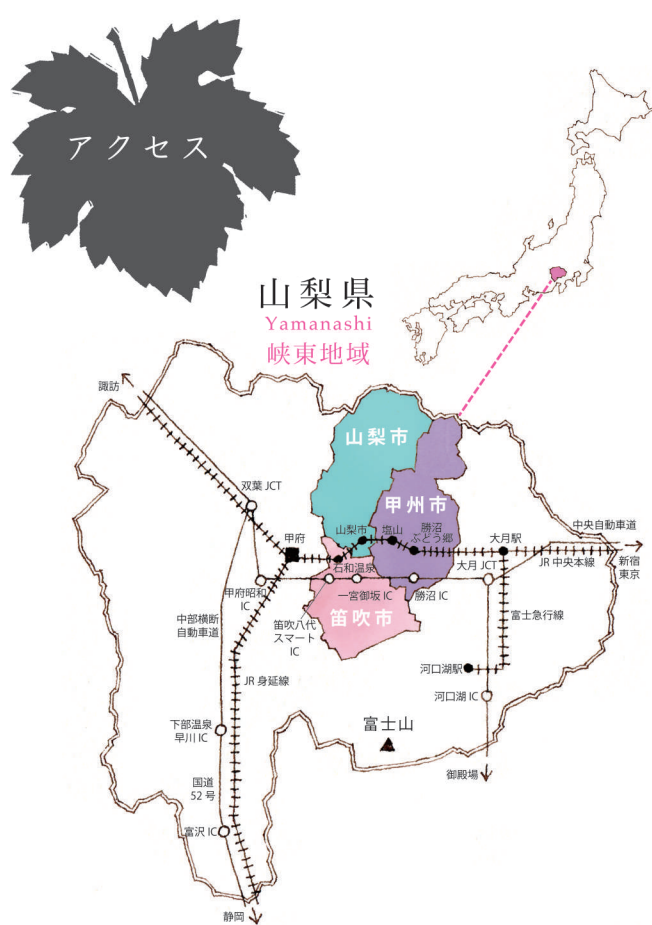 アクセス
山梨県
Yamanashi
峡東地域
諏訪
山梨市
双葉 JCT
甲州市
甲府
山梨市
塩山
勝沼
ぶどう郷
大月駅
中央自動車道
JR 中央本線
新宿
東京
石和温泉
大月 JCT
甲府昭和
IC
一宮御坂 IC
勝沼 IC
中部横断
自動車道
笛吹八代
スマート
IC
笛吹市
富士急行線
JR 身延線
河口湖駅
河口湖 IC
下部温泉
早川 IC
富士山
御殿場
国道
52 号
富沢 IC
静岡